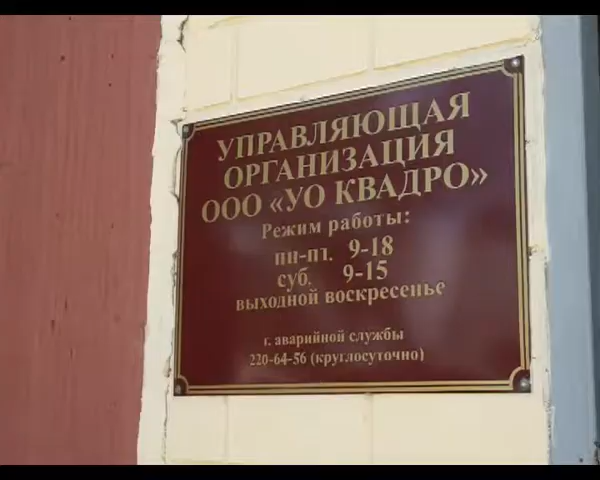 УПРАВЛЯЮЩАЯ
ОРГАНИЗАЦИЯ
ООО «УО КВАДРО»
Режим работы:
пн-пт. 9-18
суб. 9-15
выходной воскресенье
т. аварийной службы
220-64-56 (круглосуточно)